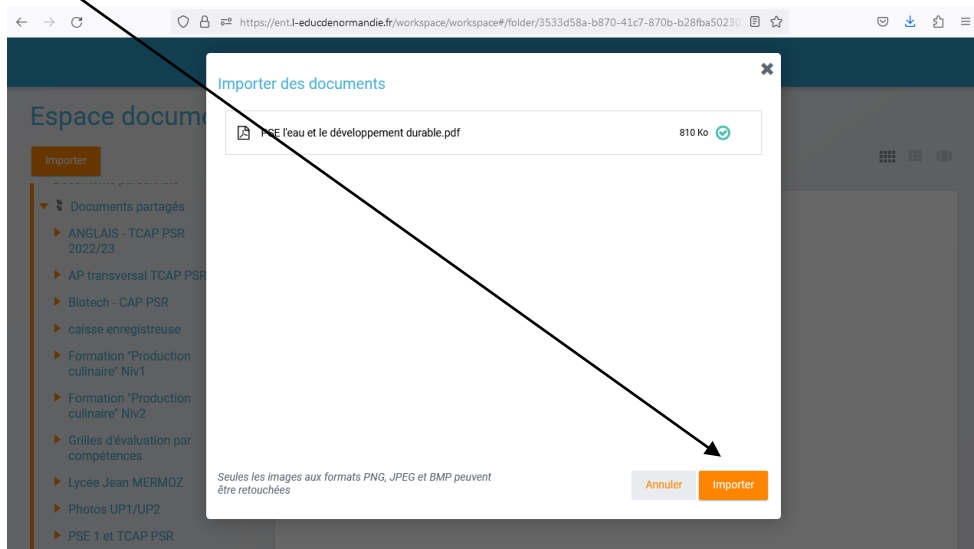 https://ent.l-educdenormandie.fr/workspace/workspace#/folder/3533d58a-b870-41c7-870b-b28fba50230
Importer des documents
Espace docume
PSE l'eau et le développement durable.pdf
810 Ko
Importer
Documents partagés
ANGLAIS - TCAP PSR
2022/23
AP transversal TCAP PSR
Biotech - CAP PSR
caisse enregistreuse
Formation "Production
culinaire" Niv1
Formation "Production
culinaire" Niv2
Grilles d'évaluation par
compétences
Lycée Jean MERMOZ
Photos UP1/UP2
PSE 1 et TCAP PSR
Seules les images aux formats PNG, JPEG et BMP peuvent
être retouchées
Annuler
Importer